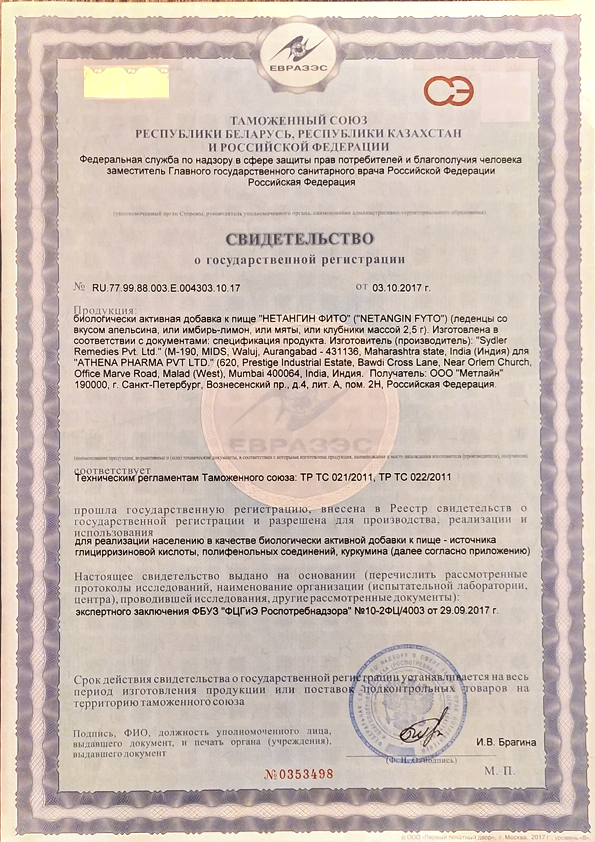 ЕВРАЗЭС
СЭ
ТАМОЖЕННЫЙ СОЮЗ
РЕСПУБЛИКИ БЕЛАРУСЬ, РЕСПУБЛИКИ КАЗАХСТАН
И РОССИЙСКОЙ ФЕДЕРАЦИИ
Федеральная служба по надзору в сфере защиты прав потребителей и благополучия человека
заместитель Главного государственного санитарного врача Российской Федерации
Российская Федерация
(уполномоченный орган Стороны, руководитель уполномоченного органа, наименование административно-территориального образования)
СВИДЕТЕЛЬСТВО
о государственной регистрации
№ RU.77.99.88.003.Е.004303.10.17 от 03.10.2017 г.
Продукция:
биологически активная добавка к пище "НЕТАНГИН ФИТО" ("NETANGIN FYTO") (леденцы со
вкусом апельсина, или имбирь-лимон, или мяты, или клубники массой 2,5 г). Изготовлена в
соответствии с документами: спецификация продукта. Изготовитель (производитель): "Sydler
Remedies Pvt. Ltd." (M-190, MIDS, Waluj, Aurangabad - 431136, Maharashtra state, India (Индия) для
"ATHENA PHARMA PVT LTD." (620, Prestige Industrial Estate, Bawdi Cross Lane, Near Orient Church,
Office Marve Road, Malad (West), Mumbai 400064, India, Индия. Получатель: ООО "Метлайн"
190000, г. Санкт-Петербург, Вознесенский пр., д.4, лит. А, пом. 2Н, Российская Федерация.
ЕВРАЗЭС
(наименование продукции, нормативные и (или) технические документы, в соответствии с которыми изготовлена продукция, наименование и место нахождения изготовителя (производителя), получателя)
соответствует
Техническим регламентам Таможенного союза: ТР ТС 021/2011, ТР ТС 022/2011
прошла государственную регистрацию, внесена в Реестр свидетельств о
государственной регистрации и разрешена для производства, реализации и
использования
для реализации населению в качестве биологически активной добавки к пище - источника
глицирризиновой кислоты, полифенольных соединений, куркумина (далее согласно приложению)
Настоящее свидетельство выдано на основании (перечислить рассмотренные
протоколы исследований, наименование организации (испытательной лаборатории,
центра), проводившей исследования, другие рассмотренные документы):
экспертного заключения ФБУЗ "ФЦГиЭ Роспотребнадзора" №10-2ФЦ/4003 от 29.09.2017 г.
Срок действия свидетельства о государственной регистрации устанавливается на весь
период изготовления продукции или поставок подконтрольных товаров на
территорию таможенного союза
Подпись, ФИО, должность уполномоченного лица,
выдавшего документ, и печать органа (учреждения),
выдавшего документ
И.В. Брагина
(Ф. И. О./подпись)
№0353498
М. П.
© ООО «Первый печатный двор», г. Москва, 2017 г., уровень «В».